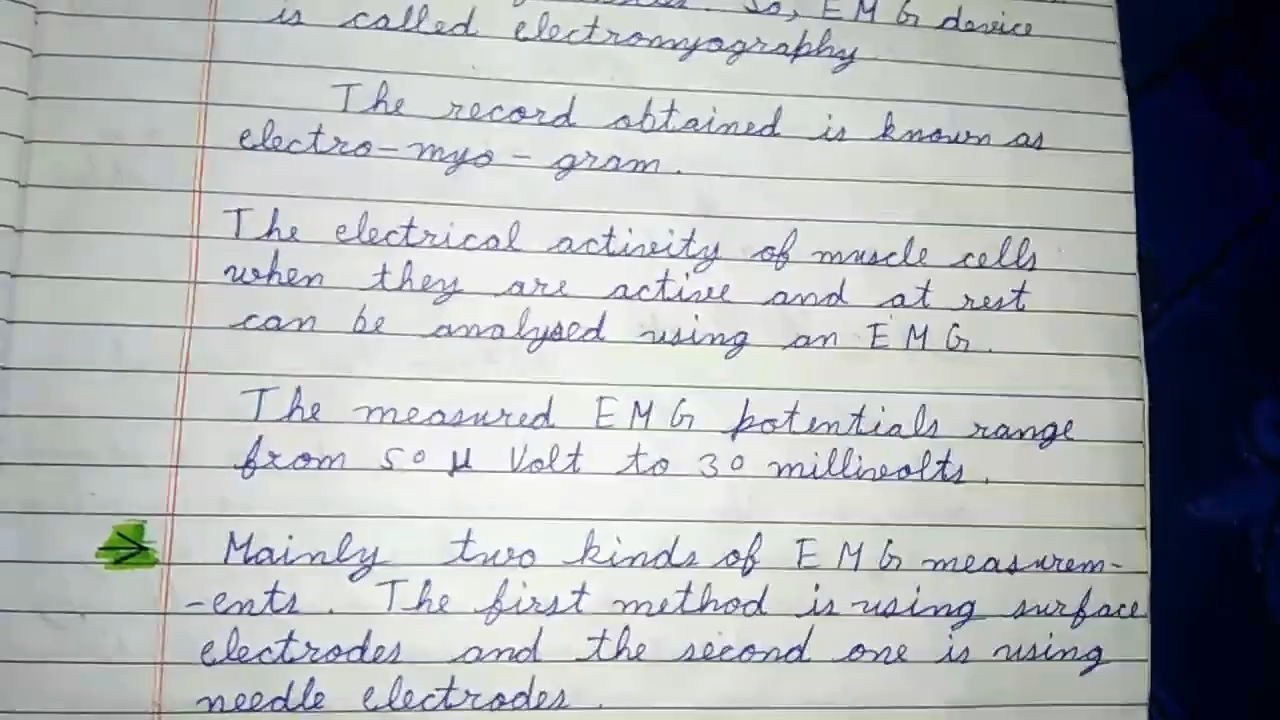 So, EMG device
is called electromyography
The record obtained is known as
electro-myo-gram.
The electrical activity of muscle cells
when they are active and at rest
can be analysed using an EMG.
The measured EMG potentials range
from 50 µ Volt to 30 millivolts.
→ Mainly two kinds of EMG measurem-
-ents. The first method is using surface
electrodes and the second one is using
needle electrodes.